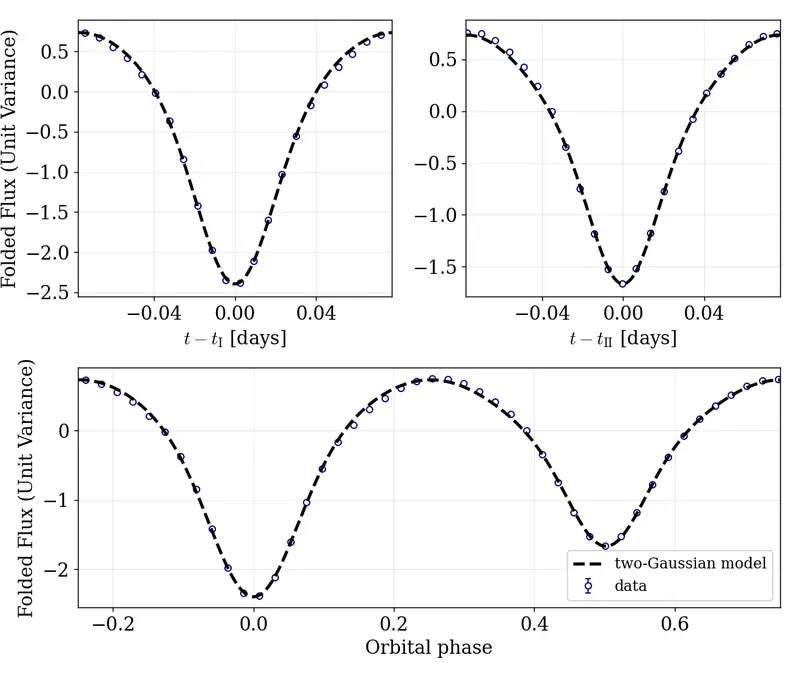 Folded Flux (Unit Variance)
0.5
0.0
−0.5
−1.0
−1.5
−2.0
−2.5
−0.04 0.00 0.04
t − t_I [days]
0.5
0.0
−0.5
−1.0
−1.5
−0.04 0.00 0.04
t − t_II [days]
Folded Flux (Unit Variance)
0
−1
−2
−0.2 0.0 0.2 0.4 0.6
Orbital phase
two-Gaussian model
data